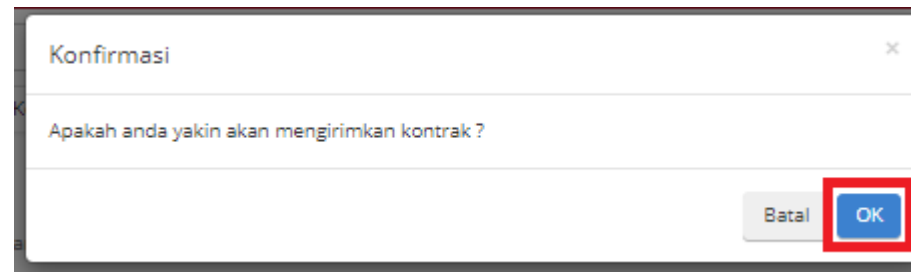 Konfirmasi ×
Apakah anda yakin akan mengirimkan kontrak ?
Batal OK